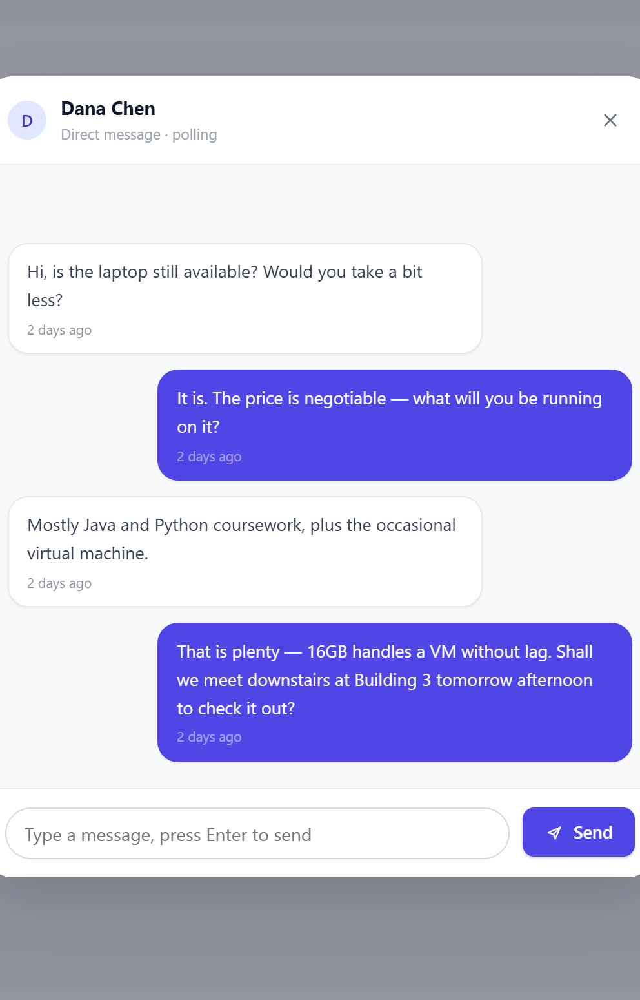 D
Dana Chen
Direct message · polling
Hi, is the laptop still available? Would you take a bit
less?
2 days ago
It is. The price is negotiable — what will you be running
on it?
2 days ago
Mostly Java and Python coursework, plus the occasional
virtual machine.
2 days ago
That is plenty — 16GB handles a VM without lag. Shall
we meet downstairs at Building 3 tomorrow afternoon
to check it out?
2 days ago
Type a message, press Enter to send
Send